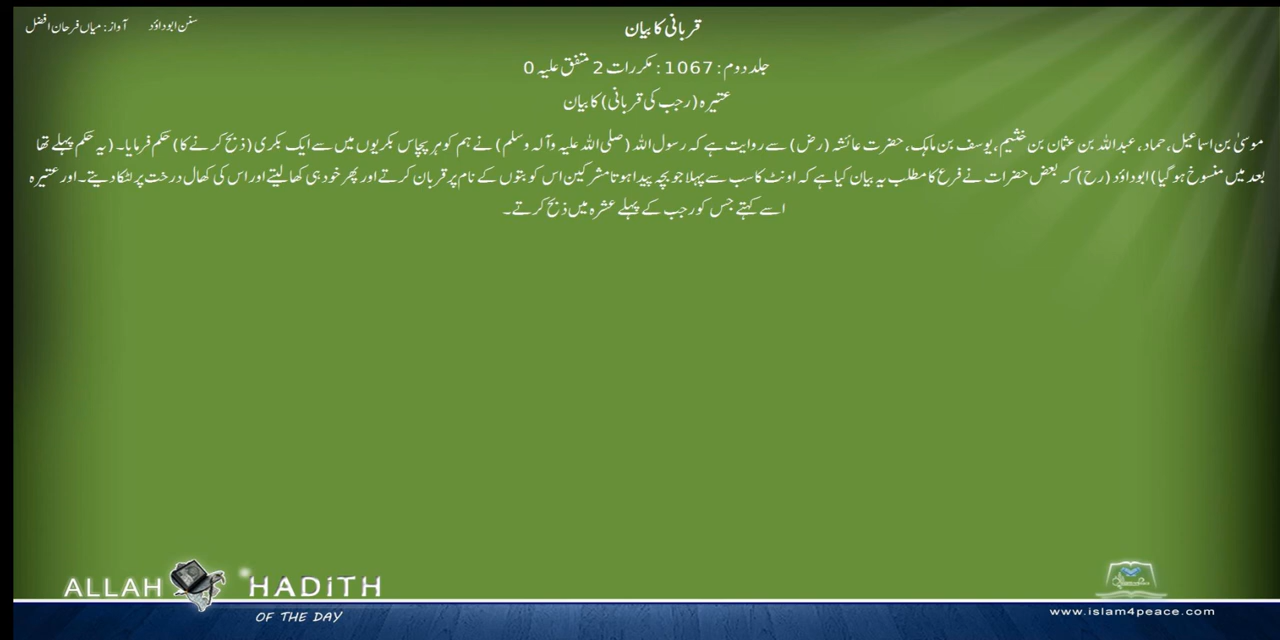 قربانی کا بیان
سنن ابوداؤد
آواز: میاں فرحان افضل
جلد دوم: 1067 : مکررات 2 متفق علیہ 0
عتیرہ (رجب کی قربانی) کا بیان
موسیٰ بن اسماعیل، حماد، عبداللہ بن عثمان بن خثیم، یوسف بن ماہک، حضرت عائشہ (رض) سے روایت ہے کہ رسول اللہ (صلی اللہ علیہ وآلہ وسلم) نے ہم کو ہر پچاس بکریوں میں سے ایک بکری (ذبح کرنے کا) حکم فرمایا۔ (یہ حکم پہلے تھا
بعد میں منسوخ ہو گیا) ابوداؤد (رح) کہ بعض حضرات نے فرع کا مطلب یہ بیان کیا ہے کہ اونٹ کا سب سے پہلا جو بچہ پیدا ہوتا مشرکین اس کو بتوں کے نام پر قربان کرتے اور پھر خود ہی کھا لیتے اور اس کی کھال درخت پر لٹکا دیتے۔ اور عتیرہ
اسے کہتے جس کو رجب کے پہلے عشرہ میں ذبح کرتے۔
ALLAH HADITH
OF THE DAY
www.islam4peace.com